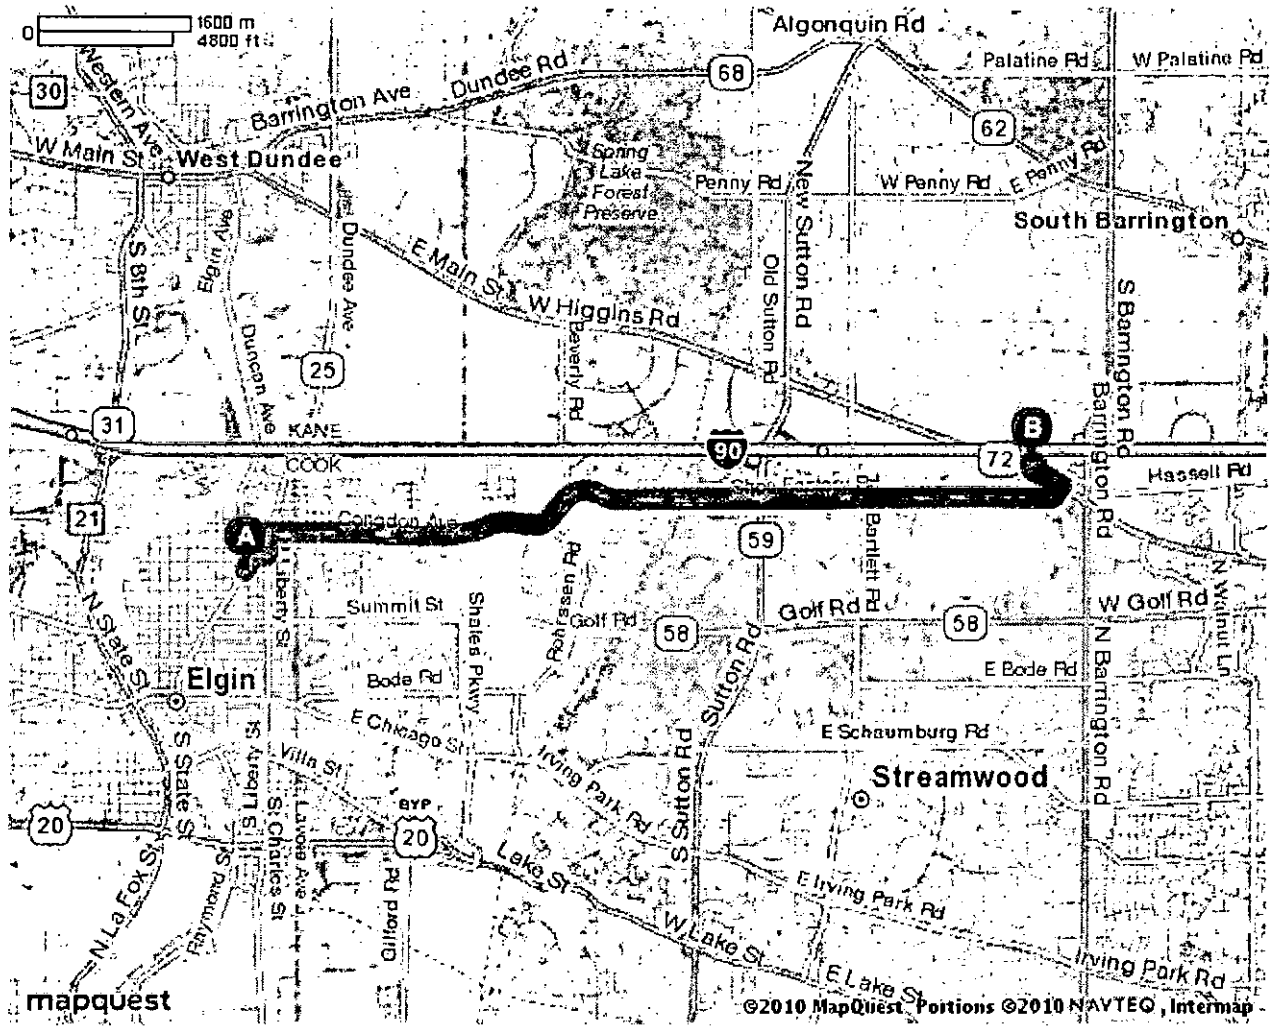 1600 m
0
4800 ft
Algonquin Rd
Western Ave
30
Barrington Ave
Dundee Rd
68
Palatine Rd
W Palatine Rd
62
W Main St
West Dundee
Spring
Lake
Forest
Preserve
Penny Rd
W Penny Rd
E Penny Rd
South Barrington
New Sutton Rd
Elgin Ave
S 8th St
Dundee Ave
E Main St
W Higgins Rd
Old Sutton Rd
S Barrington Rd
Duncan Ave
25
Beverly Rd
31
KANE
COOK
90
72
B
Barrington Rd
Hassell Rd
21
A
59
Bartlett Rd
Liberty St
Summit St
Shales Pkwy
Rohrssen Rd
Golf Rd
58
Golf Rd
58
W Golf Rd
N Walnut Ln
N State St
Elgin
Bode Rd
Sutton Rd
E Bode Rd
N Barrington Rd
E Chicago St
Villa St
Irving Park Rd
E Schaumburg Rd
Streamwood
S State St
S Liberty St
St Charles St
Lavoie Ave
BYP
20
20
S Sutton Rd
N La Fox St
Raymond St
Gifford Rd
Lake St
W Lake St
E Irving Park Rd
E Lake St
Irving Park Rd
mapquest
©2010 MapQuest Portions ©2010 NAVTEQ, Intermap